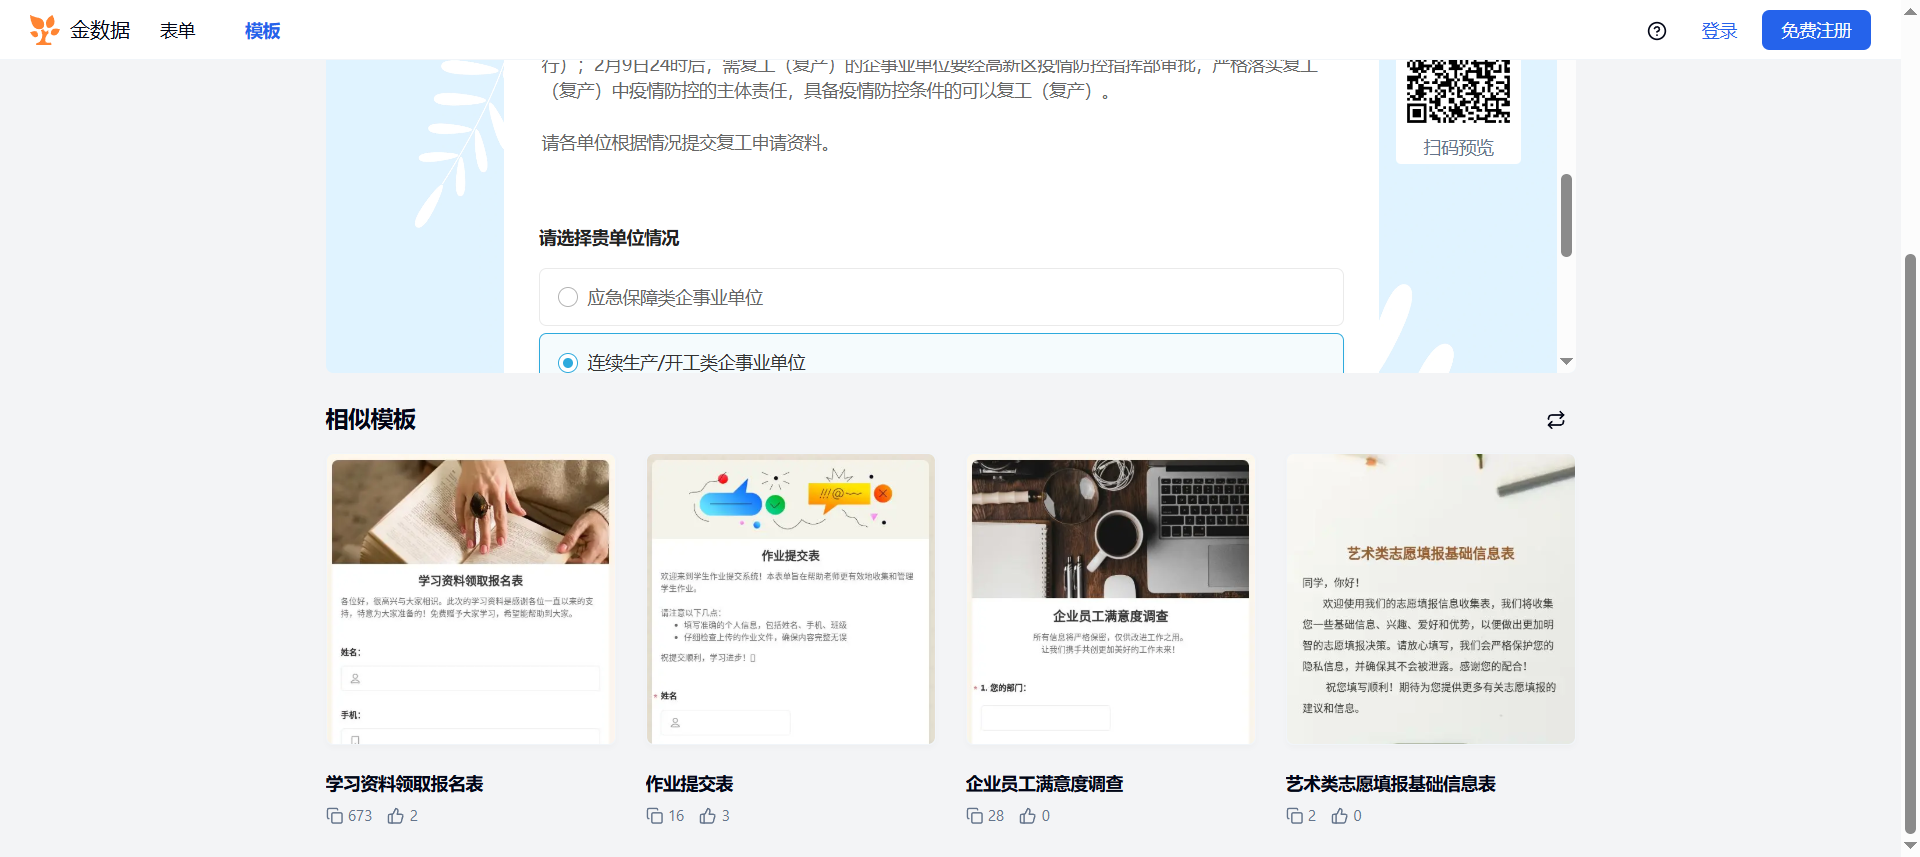 金数据
表单
模板
登录
免费注册
行）；2月9日24时后，需复工（复产）的企事业单位要经高新区疫情防控指挥部审批，严格落实复工
（复产）中疫情防控的主体责任，具备疫情防控条件的可以复工（复产）。
请各单位根据情况提交复工申请资料。
扫码预览
请选择贵单位情况
应急保障类企事业单位
连续生产/开工类企事业单位
相似模板
学习资料领取报名表
各位好，很高兴与大家相识。此次的学习资料是感谢各位一直以来的支
持，特意为大家准备的！免费赠予大家学习，希望能帮助到大家。
姓名：
手机：
!!!@~~
作业提交表
欢迎来到学生作业提交系统！本表单旨在帮助老师更有效地收集和管理
学生作业。
请注意以下几点：
• 填写准确的个人信息，包括姓名、手机、班级
• 仔细检查上传的作业文件，确保内容完整无误
祝提交顺利，学习进步！
* 姓名
企业员工满意度调查
所有信息将严格保密，仅供改进工作之用。
让我们携手共创更加美好的工作未来！
* 1. 您的部门：
艺术类志愿填报基础信息表
同学，你好！
欢迎使用我们的志愿填报信息收集表，我们将收集
您一些基础信息、兴趣、爱好和优势，以便做出更加明
智的志愿填报决策。请放心填写，我们会严格保护您的
隐私信息，并确保其不会被泄露。感谢您的配合！
祝您填写顺利！期待为您提供更多有关志愿填报的
建议和信息。
学习资料领取报名表
673 2
作业提交表
16 3
企业员工满意度调查
28 0
艺术类志愿填报基础信息表
2 0